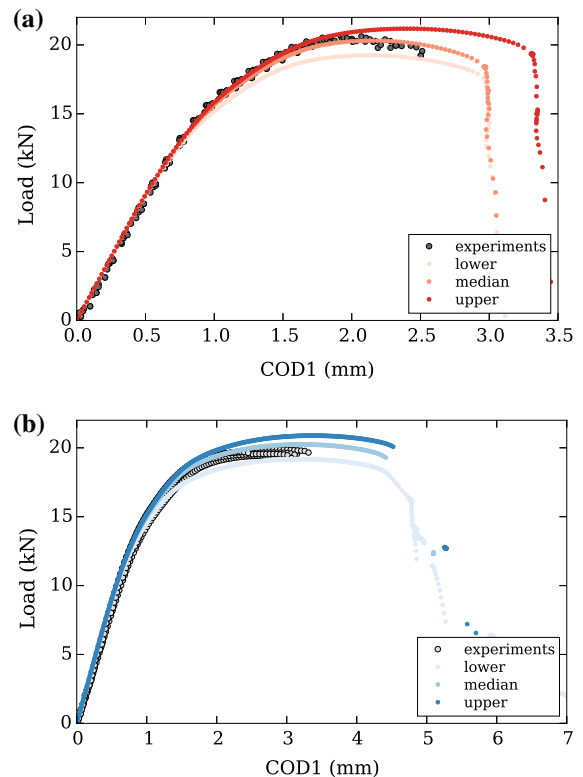 (a)
20
15
10
5
0
Load (kN)
experiments
lower
median
upper
0.0 0.5 1.0 1.5 2.0 2.5 3.0 3.5
COD1 (mm)
(b)
20
15
10
5
0
Load (kN)
experiments
lower
median
upper
0 1 2 3 4 5 6 7
COD1 (mm)